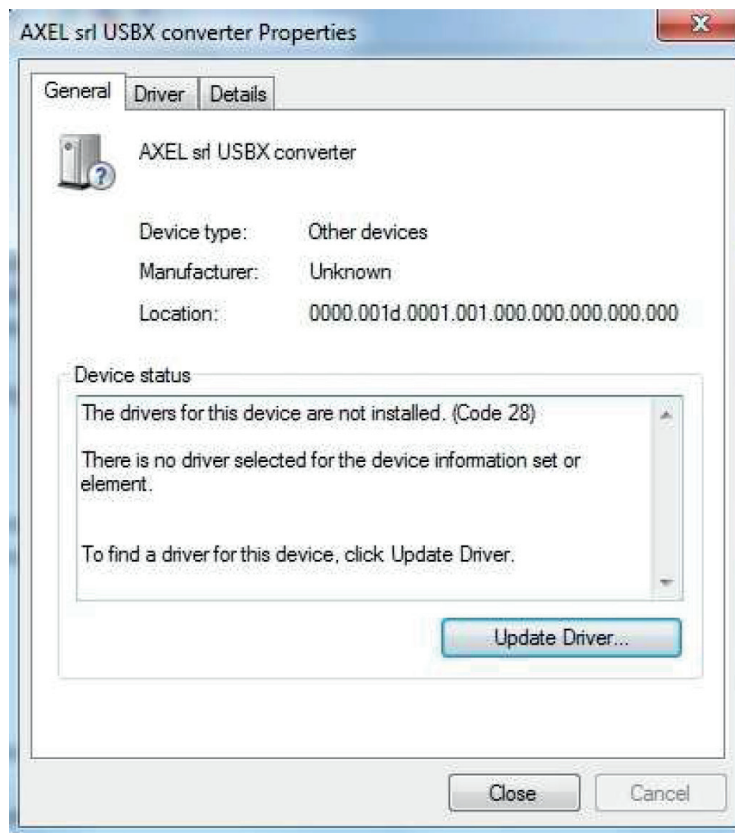 AXEL srl USBX converter Properties
General Driver Details
AXEL srl USBX converter
Device type: Other devices
Manufacturer: Unknown
Location: 0000.001d.0001.001.000.000.000.000.000
Device status
The drivers for this device are not installed. (Code 28)
There is no driver selected for the device information set or
element.
To find a driver for this device, click Update Driver.
Update Driver...
Close Cancel